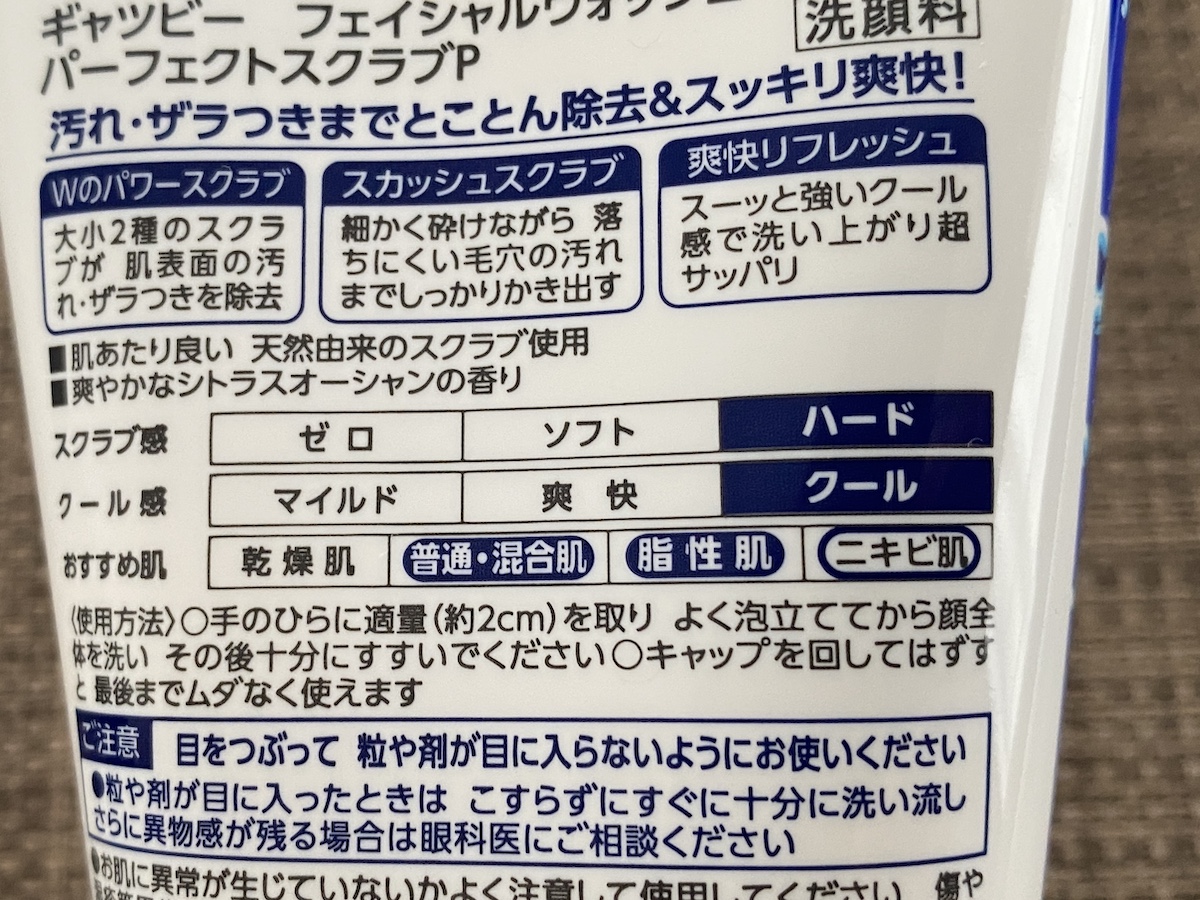 ギャツビー フェイシャルウォッシュ
洗顔料
パーフェクトスクラブP
汚れ・ザラつきまでとことん除去&スッキリ爽快!
Wのパワースクラブ
大小2種のスクラ
ブが 肌表面の汚
れ・ザラつきを除去
スカッシュスクラブ
細かく砕けながら 落
ちにくい毛穴の汚れ
までしっかりかき出す
爽快リフレッシュ
スーッと強いクール
感で洗い上がり超
サッパリ
■肌あたり良い 天然由来のスクラブ使用
■爽やかなシトラスオーシャンの香り
スクラブ感 ゼロ ソフト ハード
クール感 マイルド 爽快 クール
おすすめ肌 乾燥肌 普通・混合肌 脂性肌 ニキビ肌
〈使用方法〉○手のひらに適量(約2cm)を取り よく泡立ててから顔全
体を洗い その後十分にすすいでください○キャップを回してはずす
と 最後までムダなく使えます
ご注意 目をつぶって 粒や剤が目に入らないようにお使いください
●粒や剤が目に入ったときは こすらずにすぐに十分に洗い流し
さらに異物感が残る場合は眼科医にご相談ください
●お肌に異常が生じていないかよく注意して使用してください 傷や